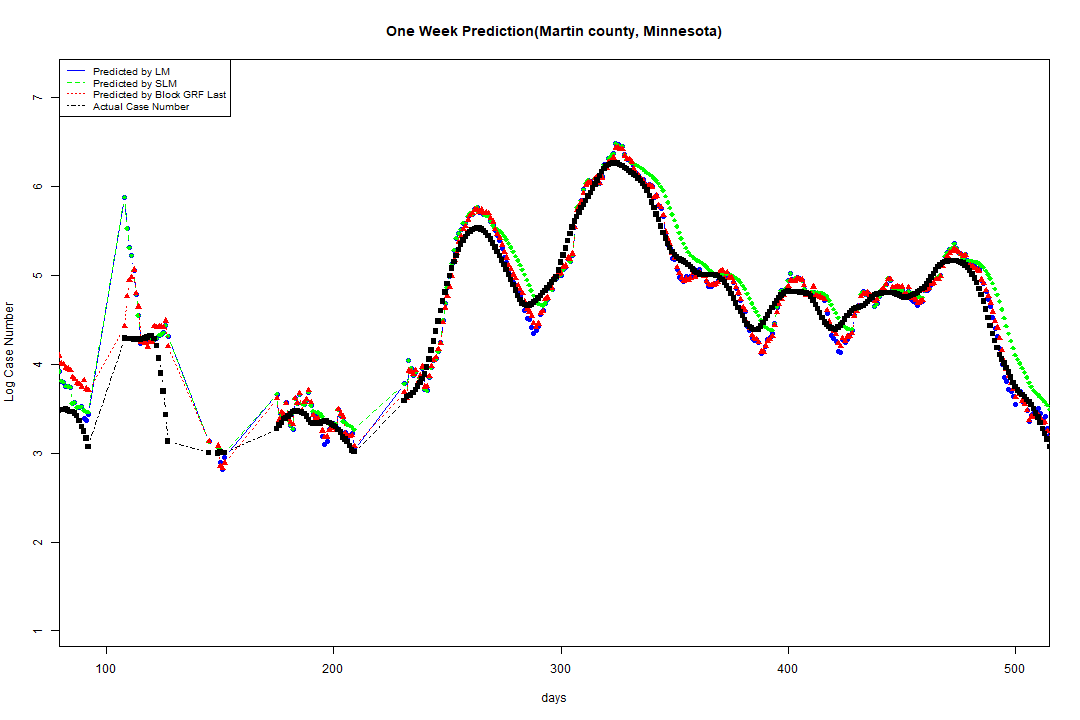 One Week Prediction(Martin county, Minnesota)
Predicted by LM
Predicted by SLM
Predicted by Block GRF Last
Actual Case Number
7
6
5
4
3
2
1
Log Case Number
100 200 300 400 500
days